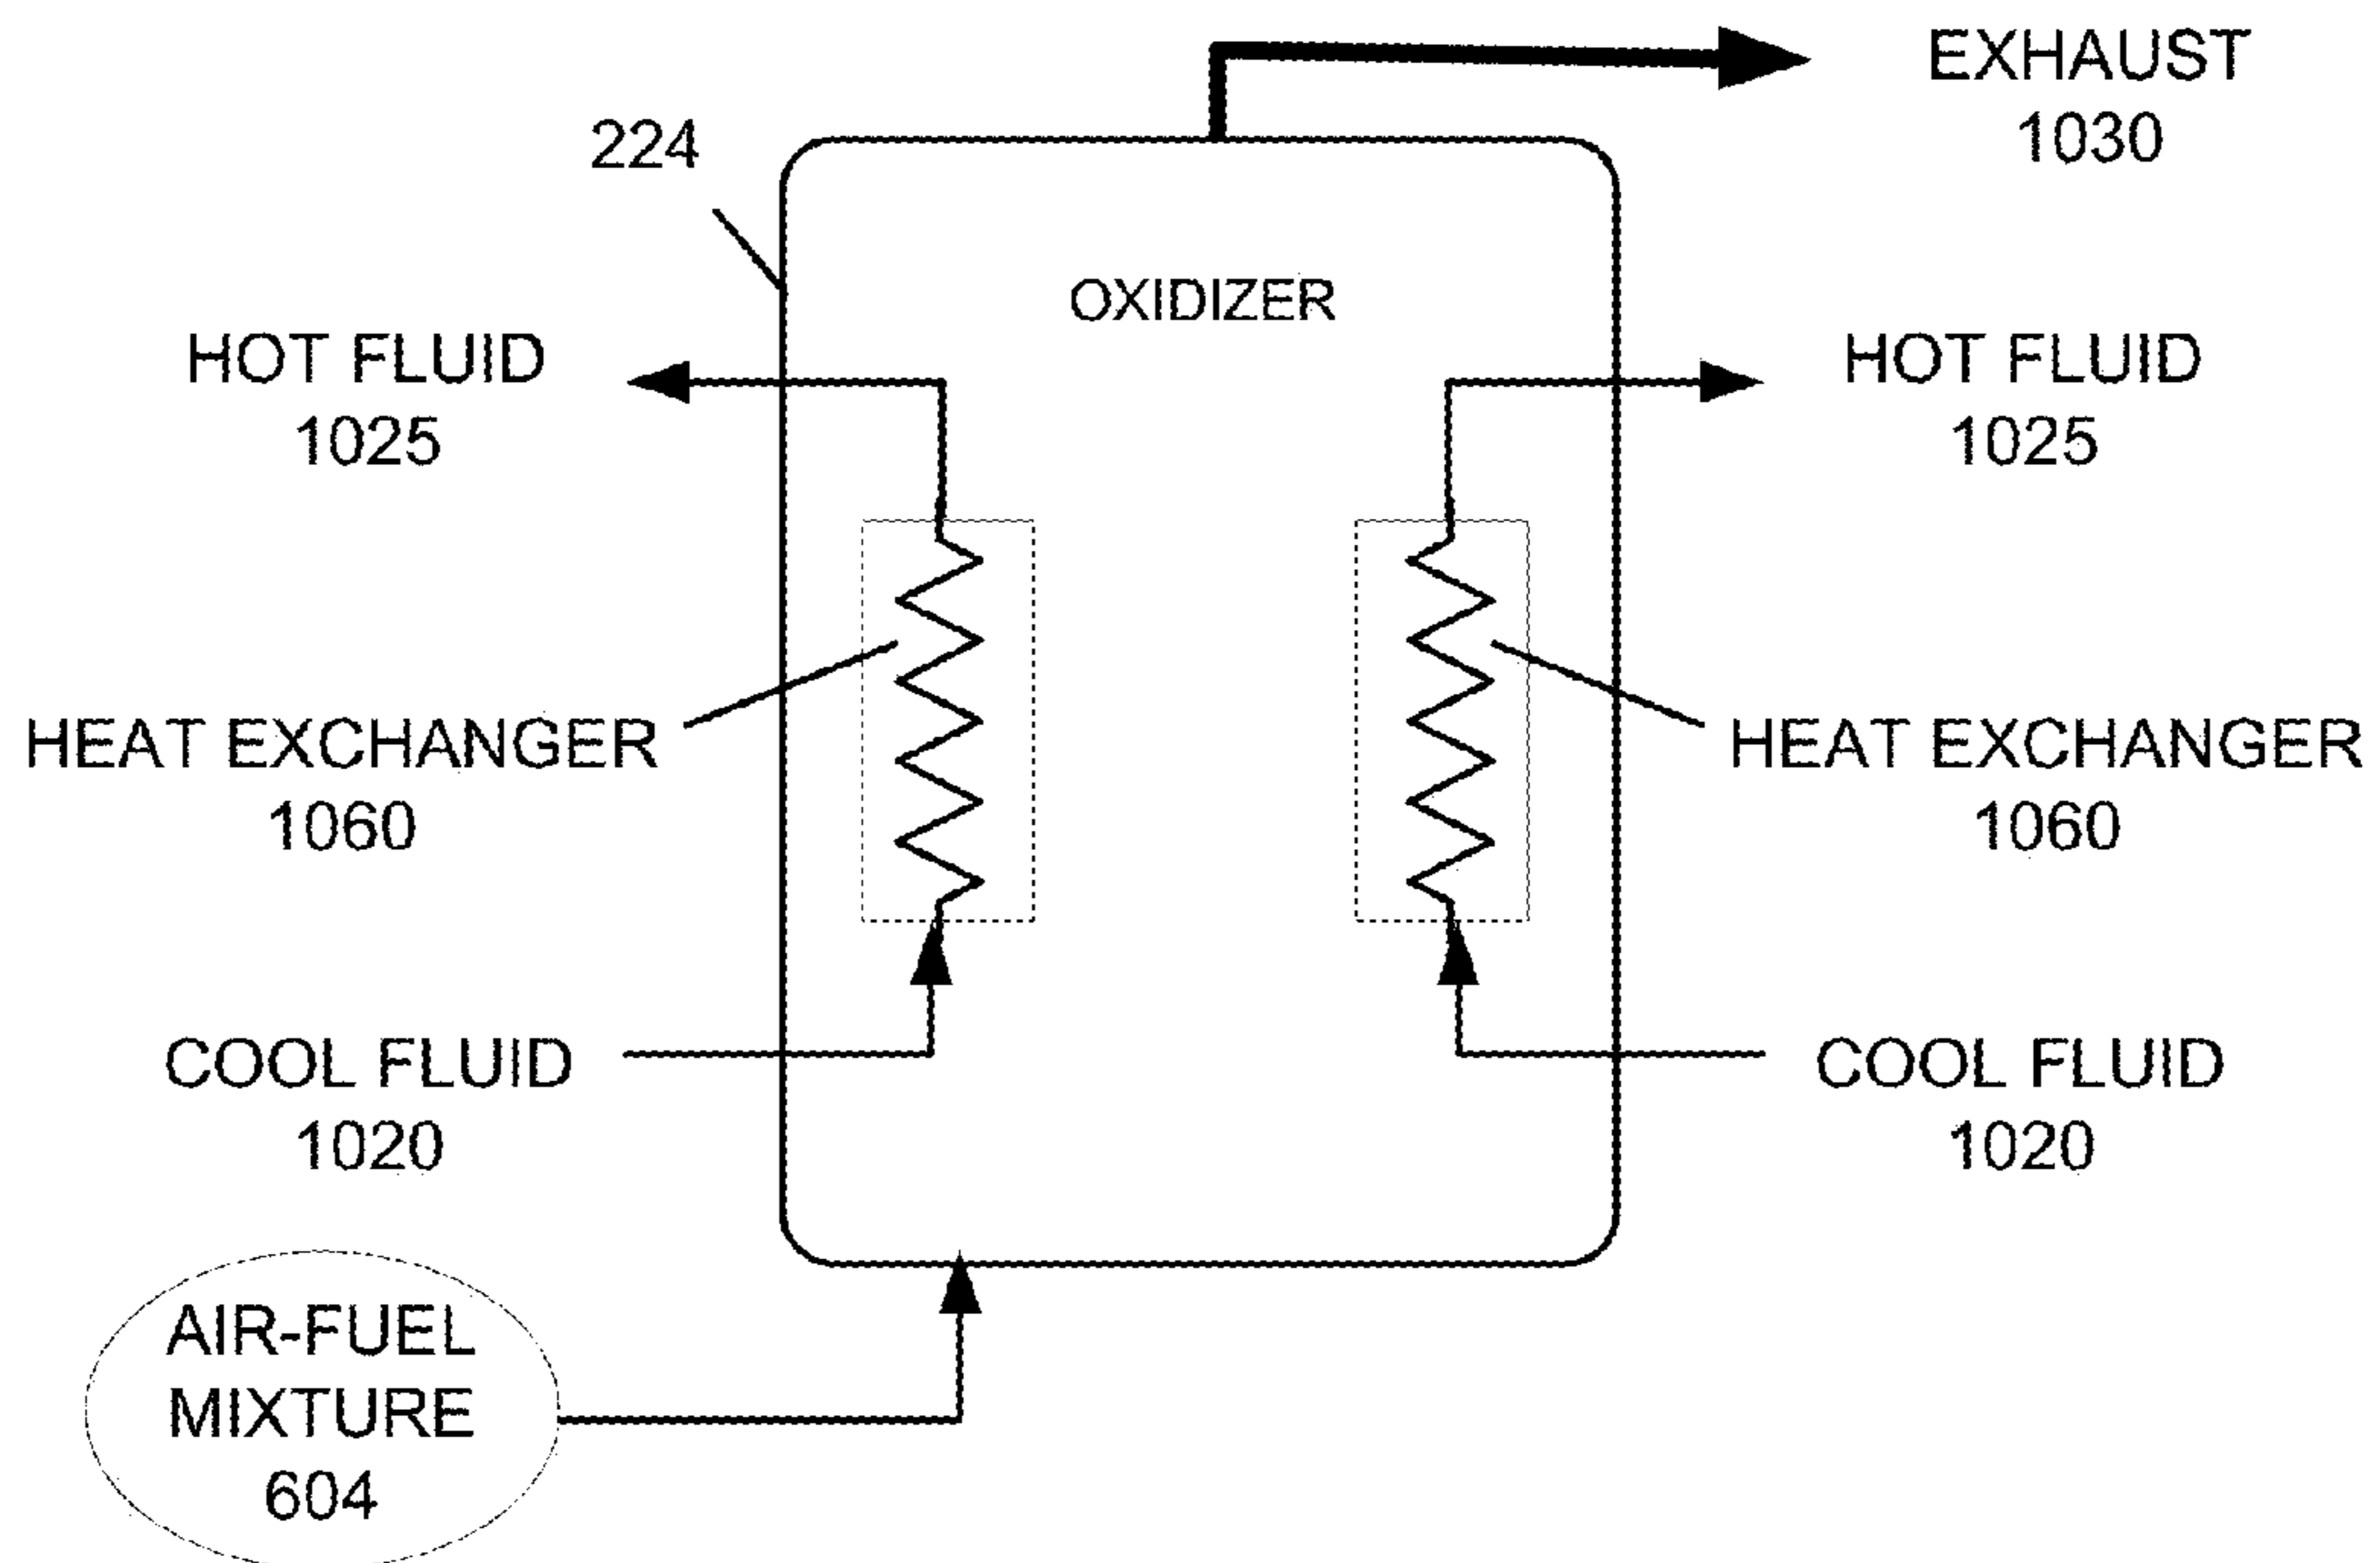 EXHAUST
1030
224
OXIDIZER
HOT FLUID
1025
HOT FLUID
1025
HEAT EXCHANGER
1060
HEAT EXCHANGER
1060
COOL FLUID
1020
COOL FLUID
1020
AIR-FUEL
MIXTURE
604